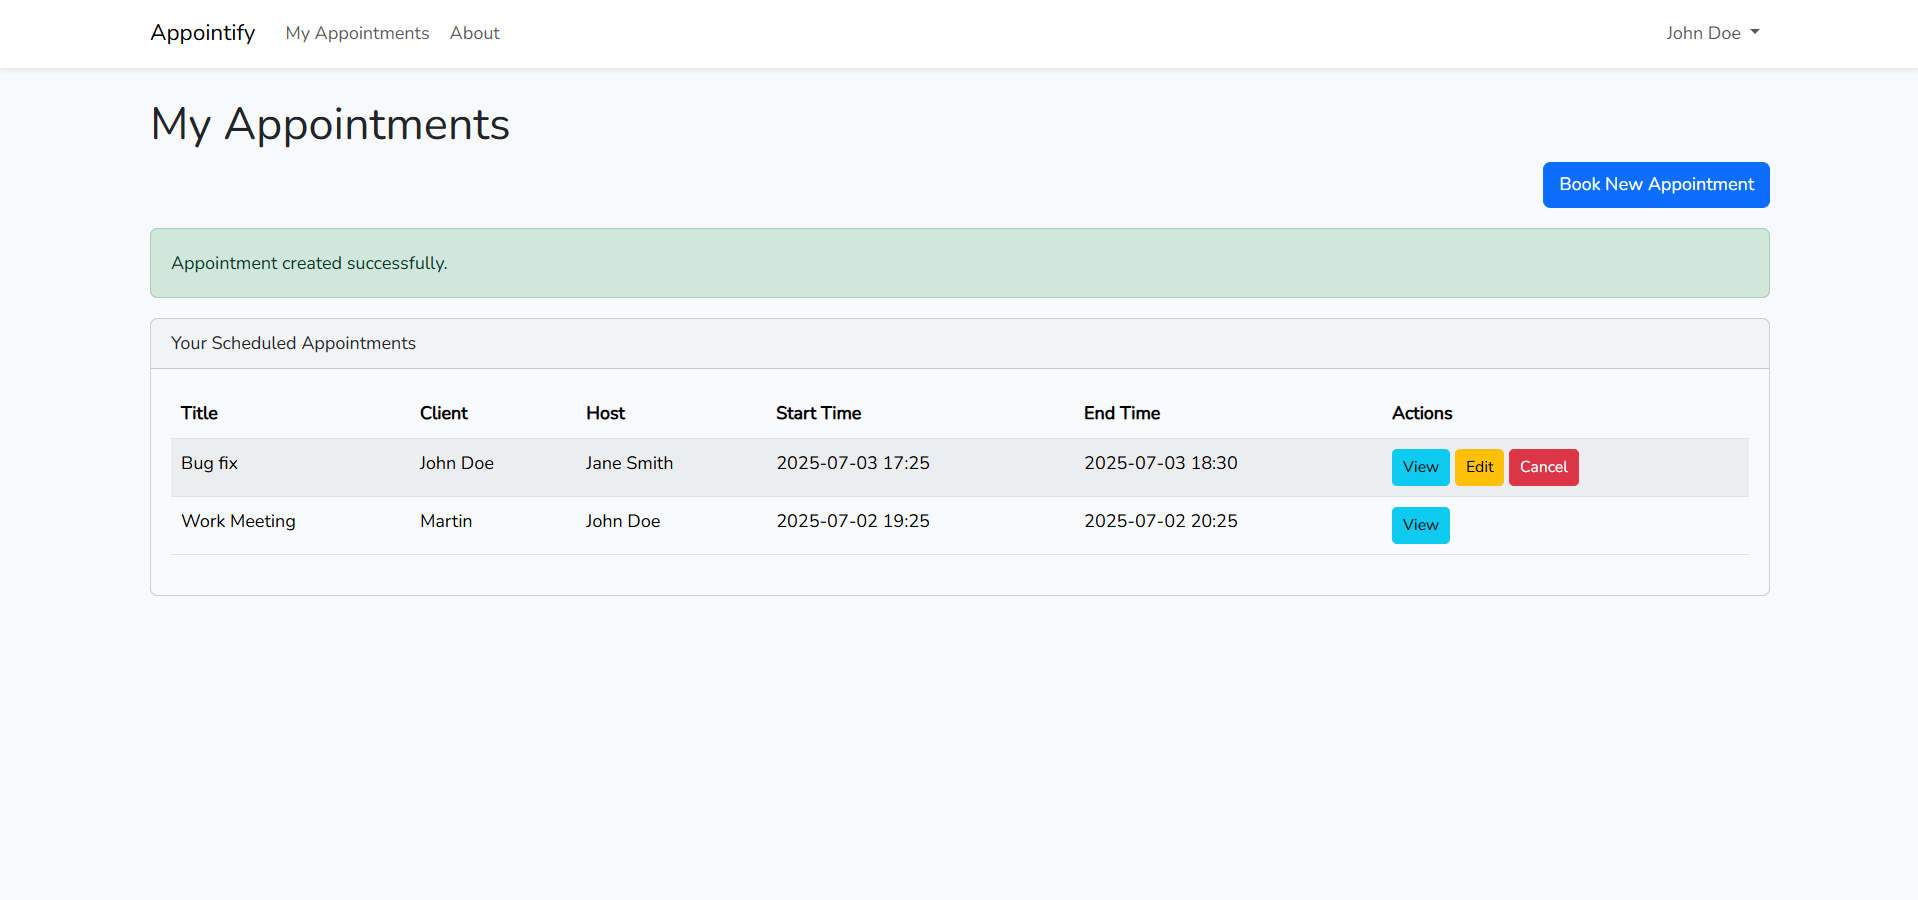 Appointify My Appointments About John Doe
My Appointments
Book New Appointment
Appointment created successfully.
Your Scheduled Appointments
Title Client Host Start Time End Time Actions
Bug fix John Doe Jane Smith 2025-07-03 17:25 2025-07-03 18:30 View Edit Cancel
Work Meeting Martin John Doe 2025-07-02 19:25 2025-07-02 20:25 View